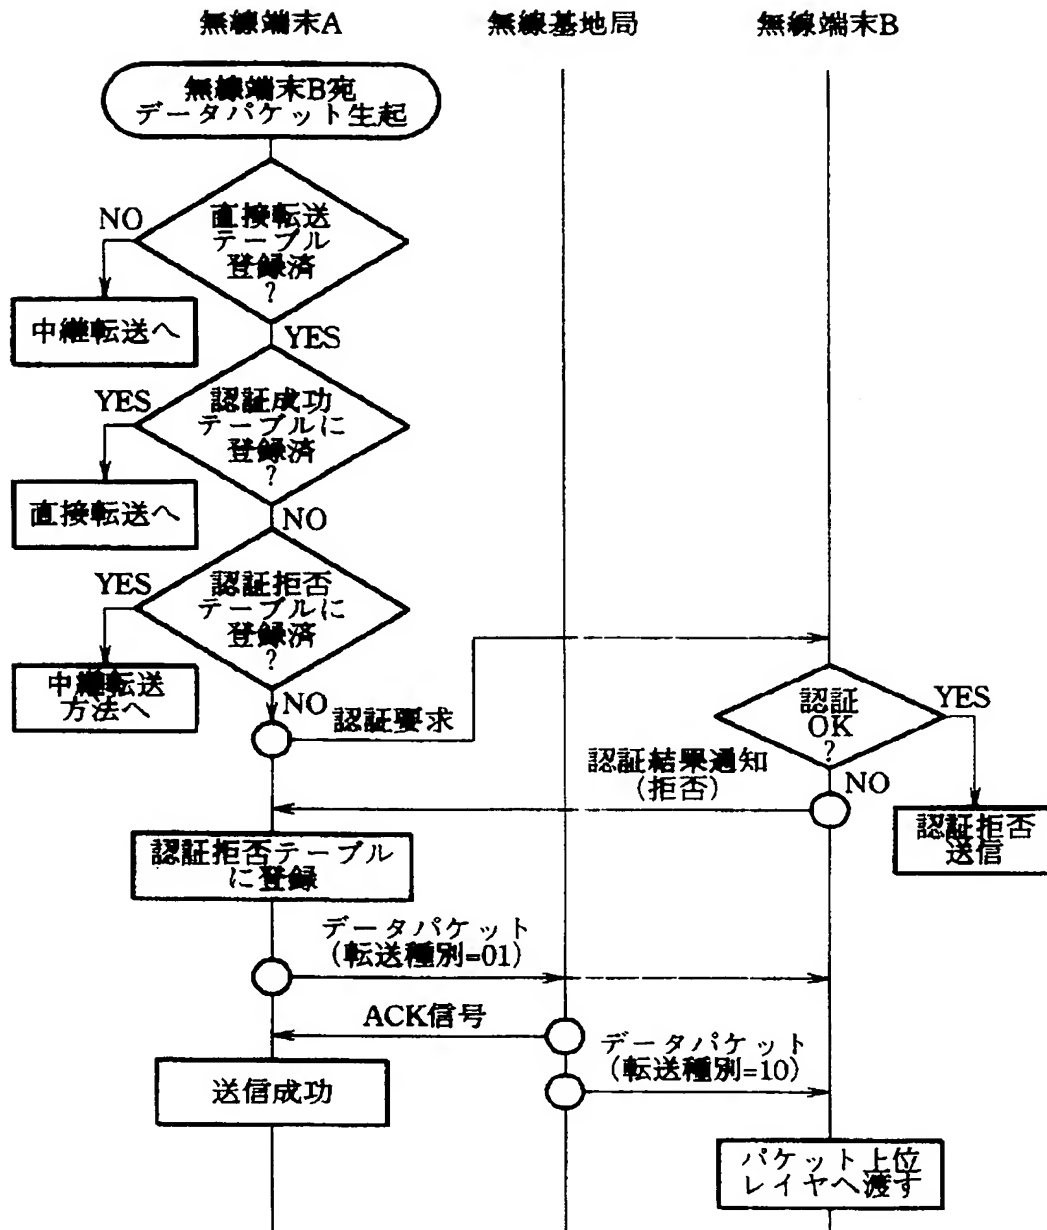 無線端末A
無線基地局
無線端末B
無線端末B宛
データパケット生起
直接転送
テーブル
登録済
?
NO
中継転送へ
YES
認証成功
テーブルに
登録済
?
YES
直接転送へ
NO
認証拒否
テーブルに
登録済
?
YES
中継転送
方法へ
NO
認証要求
認証
OK
?
YES
認証結果通知
(拒否)
NO
認証拒否
送信
認証拒否テーブル
に登録
データパケット
(転送種別=01)
ACK信号
データパケット
(転送種別=10)
送信成功
パケット上位
レイヤへ渡す